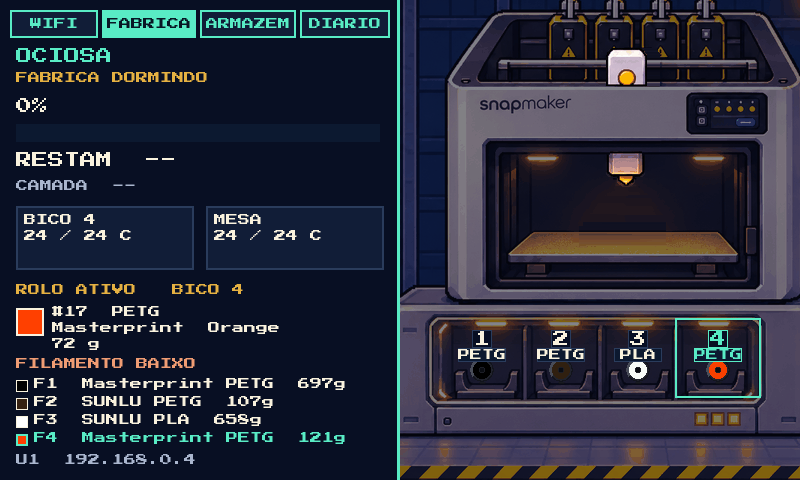 WIFI
FABRICA
ARMAZEM
DIARIO
OCIOSA
FABRICA DORMINDO
0%
RESTAM --
CAMADA --
BICO 4
24 / 24 C
MESA
24 / 24 C
ROLO ATIVO BICO 4
#17 PETG
Masterprint Orange
72 g
FILAMENTO BAIXO
F1 Masterprint PETG 697g
F2 SUNLU PETG 107g
F3 SUNLU PLA 658g
F4 Masterprint PETG 121g
U1 192.168.0.4
snapmaker
1
PETG
2
PETG
3
PLA
4
PETG